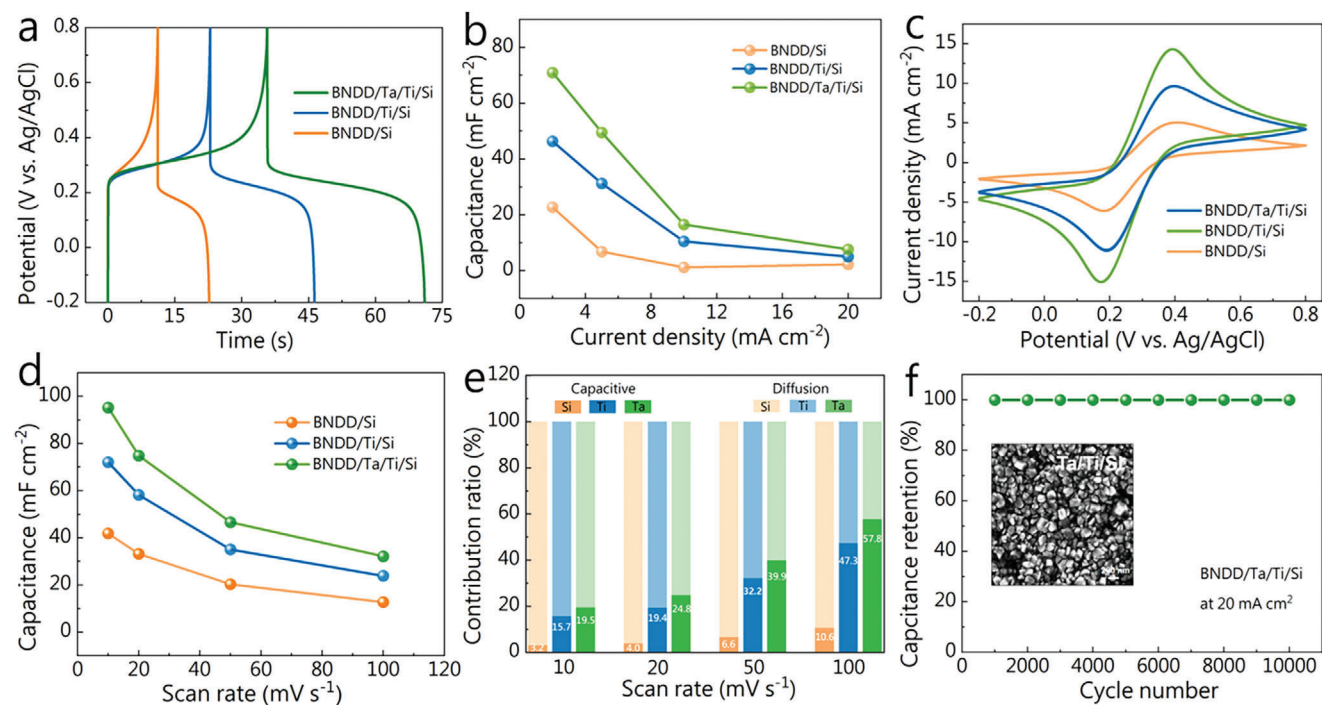 a
Potential (V vs. Ag/AgCl)
0.8
0.6
0.4
0.2
0.0
-0.2
BNDD/Ta/Ti/Si
BNDD/Ti/Si
BNDD/Si
0 15 30 45 60 75
Time (s)
b
Capacitance (mF cm⁻²)
80
60
40
20
0
BNDD/Si
BNDD/Ti/Si
BNDD/Ta/Ti/Si
0 5 10 15 20
Current density (mA cm⁻²)
c
Current density (mA cm⁻²)
15
10
5
0
-5
-10
-15
BNDD/Ta/Ti/Si
BNDD/Ti/Si
BNDD/Si
-0.2 0.0 0.2 0.4 0.6 0.8
Potential (V vs. Ag/AgCl)
d
Capacitance (mF cm⁻²)
100
80
60
40
20
0
BNDD/Si
BNDD/Ti/Si
BNDD/Ta/Ti/Si
0 20 40 60 80 100 120
Scan rate (mV s⁻¹)
e
Contribution ratio (%)
120
100
80
60
40
20
0
Capacitive Diffusion
Si Ti Ta Si Ti Ta
3.2 15.7 19.5 4.0 19.4 24.8 6.6 32.2 39.9 10.6 47.3 57.8
10 20 50 100
Scan rate (mV s⁻¹)
f
Capcitance retention (%)
100
80
60
40
20
0
Ta/Ti/Si
BNDD/Ta/Ti/Si
at 20 mA cm²
0 2000 4000 6000 8000 10000
Cycle number